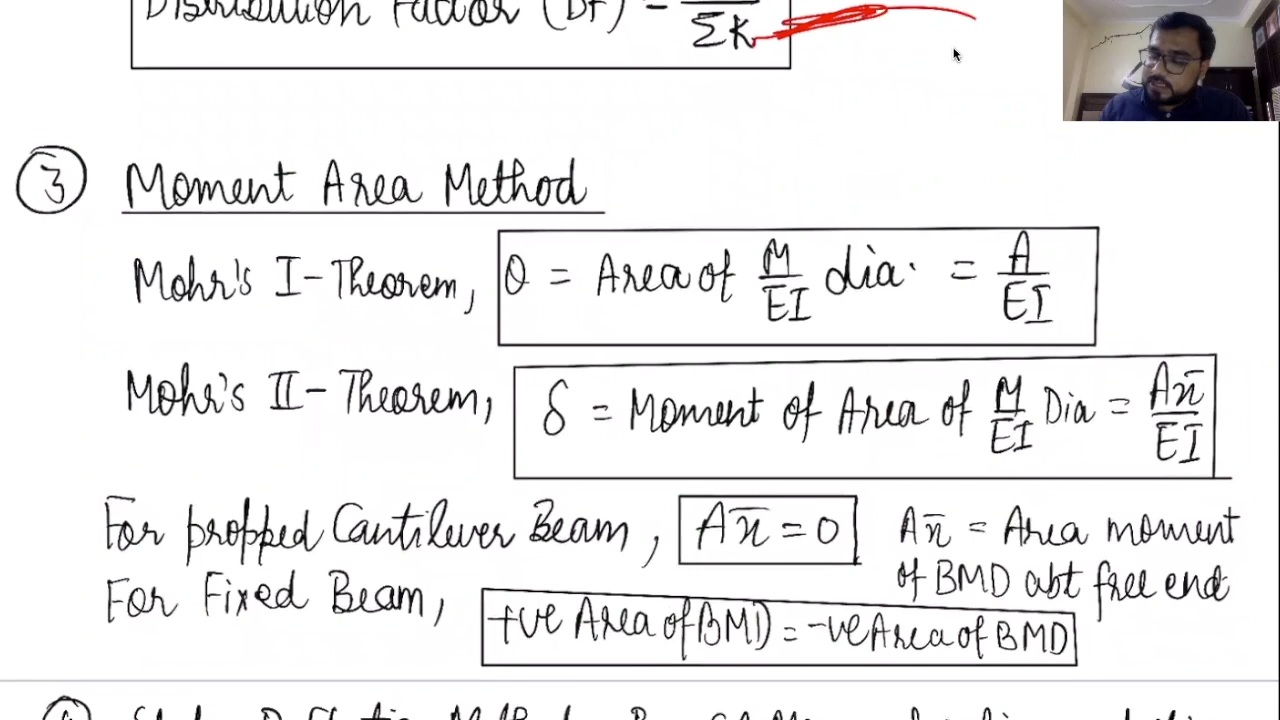 Distribution Factor (DF) = ΣK
③ Moment Area Method
Mohr's I-Theorem, θ = Area of M/EI dia. = A/EI
Mohr's II-Theorem, δ = Moment of Area of M/EI Dia = Ax̄/EI
For propped Cantilever Beam, Ax̄ = 0 Ax̄ = Area moment
of BMD abt free end
For Fixed Beam, +ve Area of BMD = -ve Area of BMD